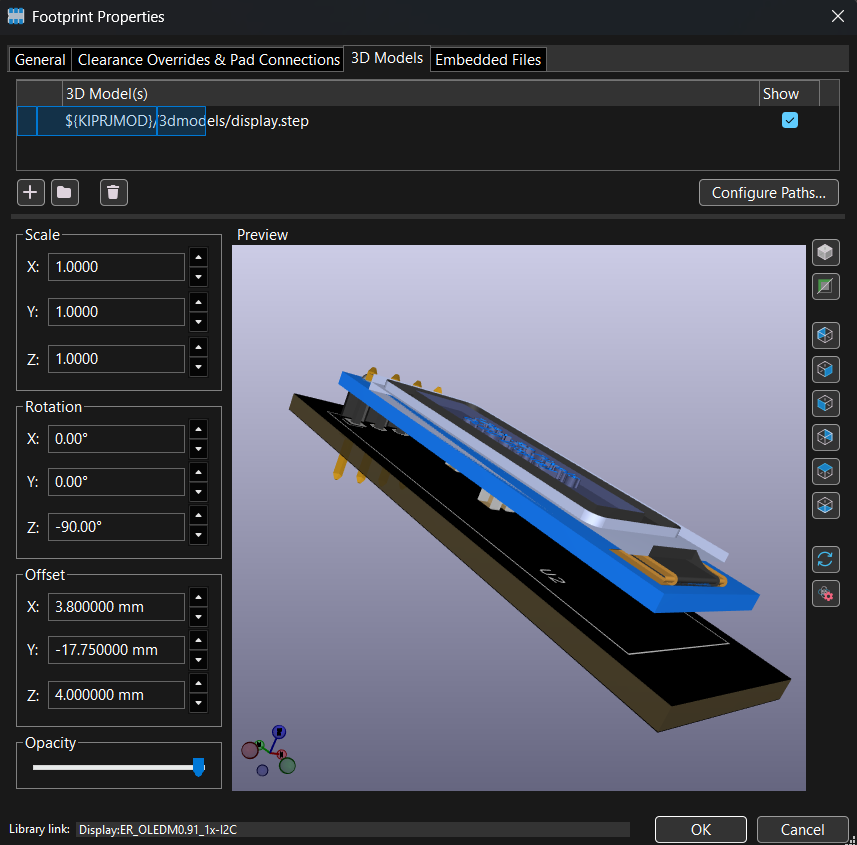 Footprint Properties
General Clearance Overrides & Pad Connections 3D Models Embedded Files
3D Model(s) Show
${KIPRJMOD}/3dmodels/display.step
Configure Paths...
Scale
X: 1.0000
Y: 1.0000
Z: 1.0000
Rotation
X: 0.00°
Y: 0.00°
Z: -90.00°
Offset
X: 3.800000 mm
Y: -17.750000 mm
Z: 4.000000 mm
Opacity
Preview
U2
Library link: Display:ER_OLEDM0.91_1x-I2C
OK Cancel